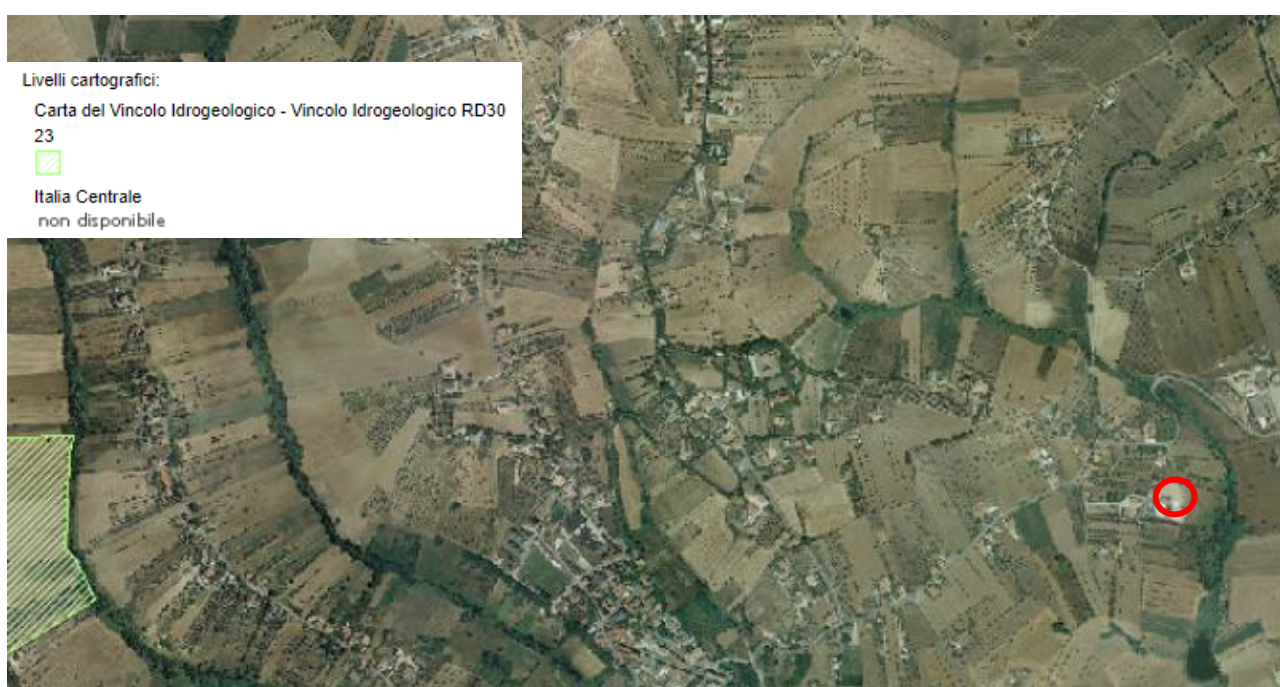 Livelli cartografici:
Carta del Vincolo Idrogeologico - Vincolo Idrogeologico RD30
23
Italia Centrale
non disponibile